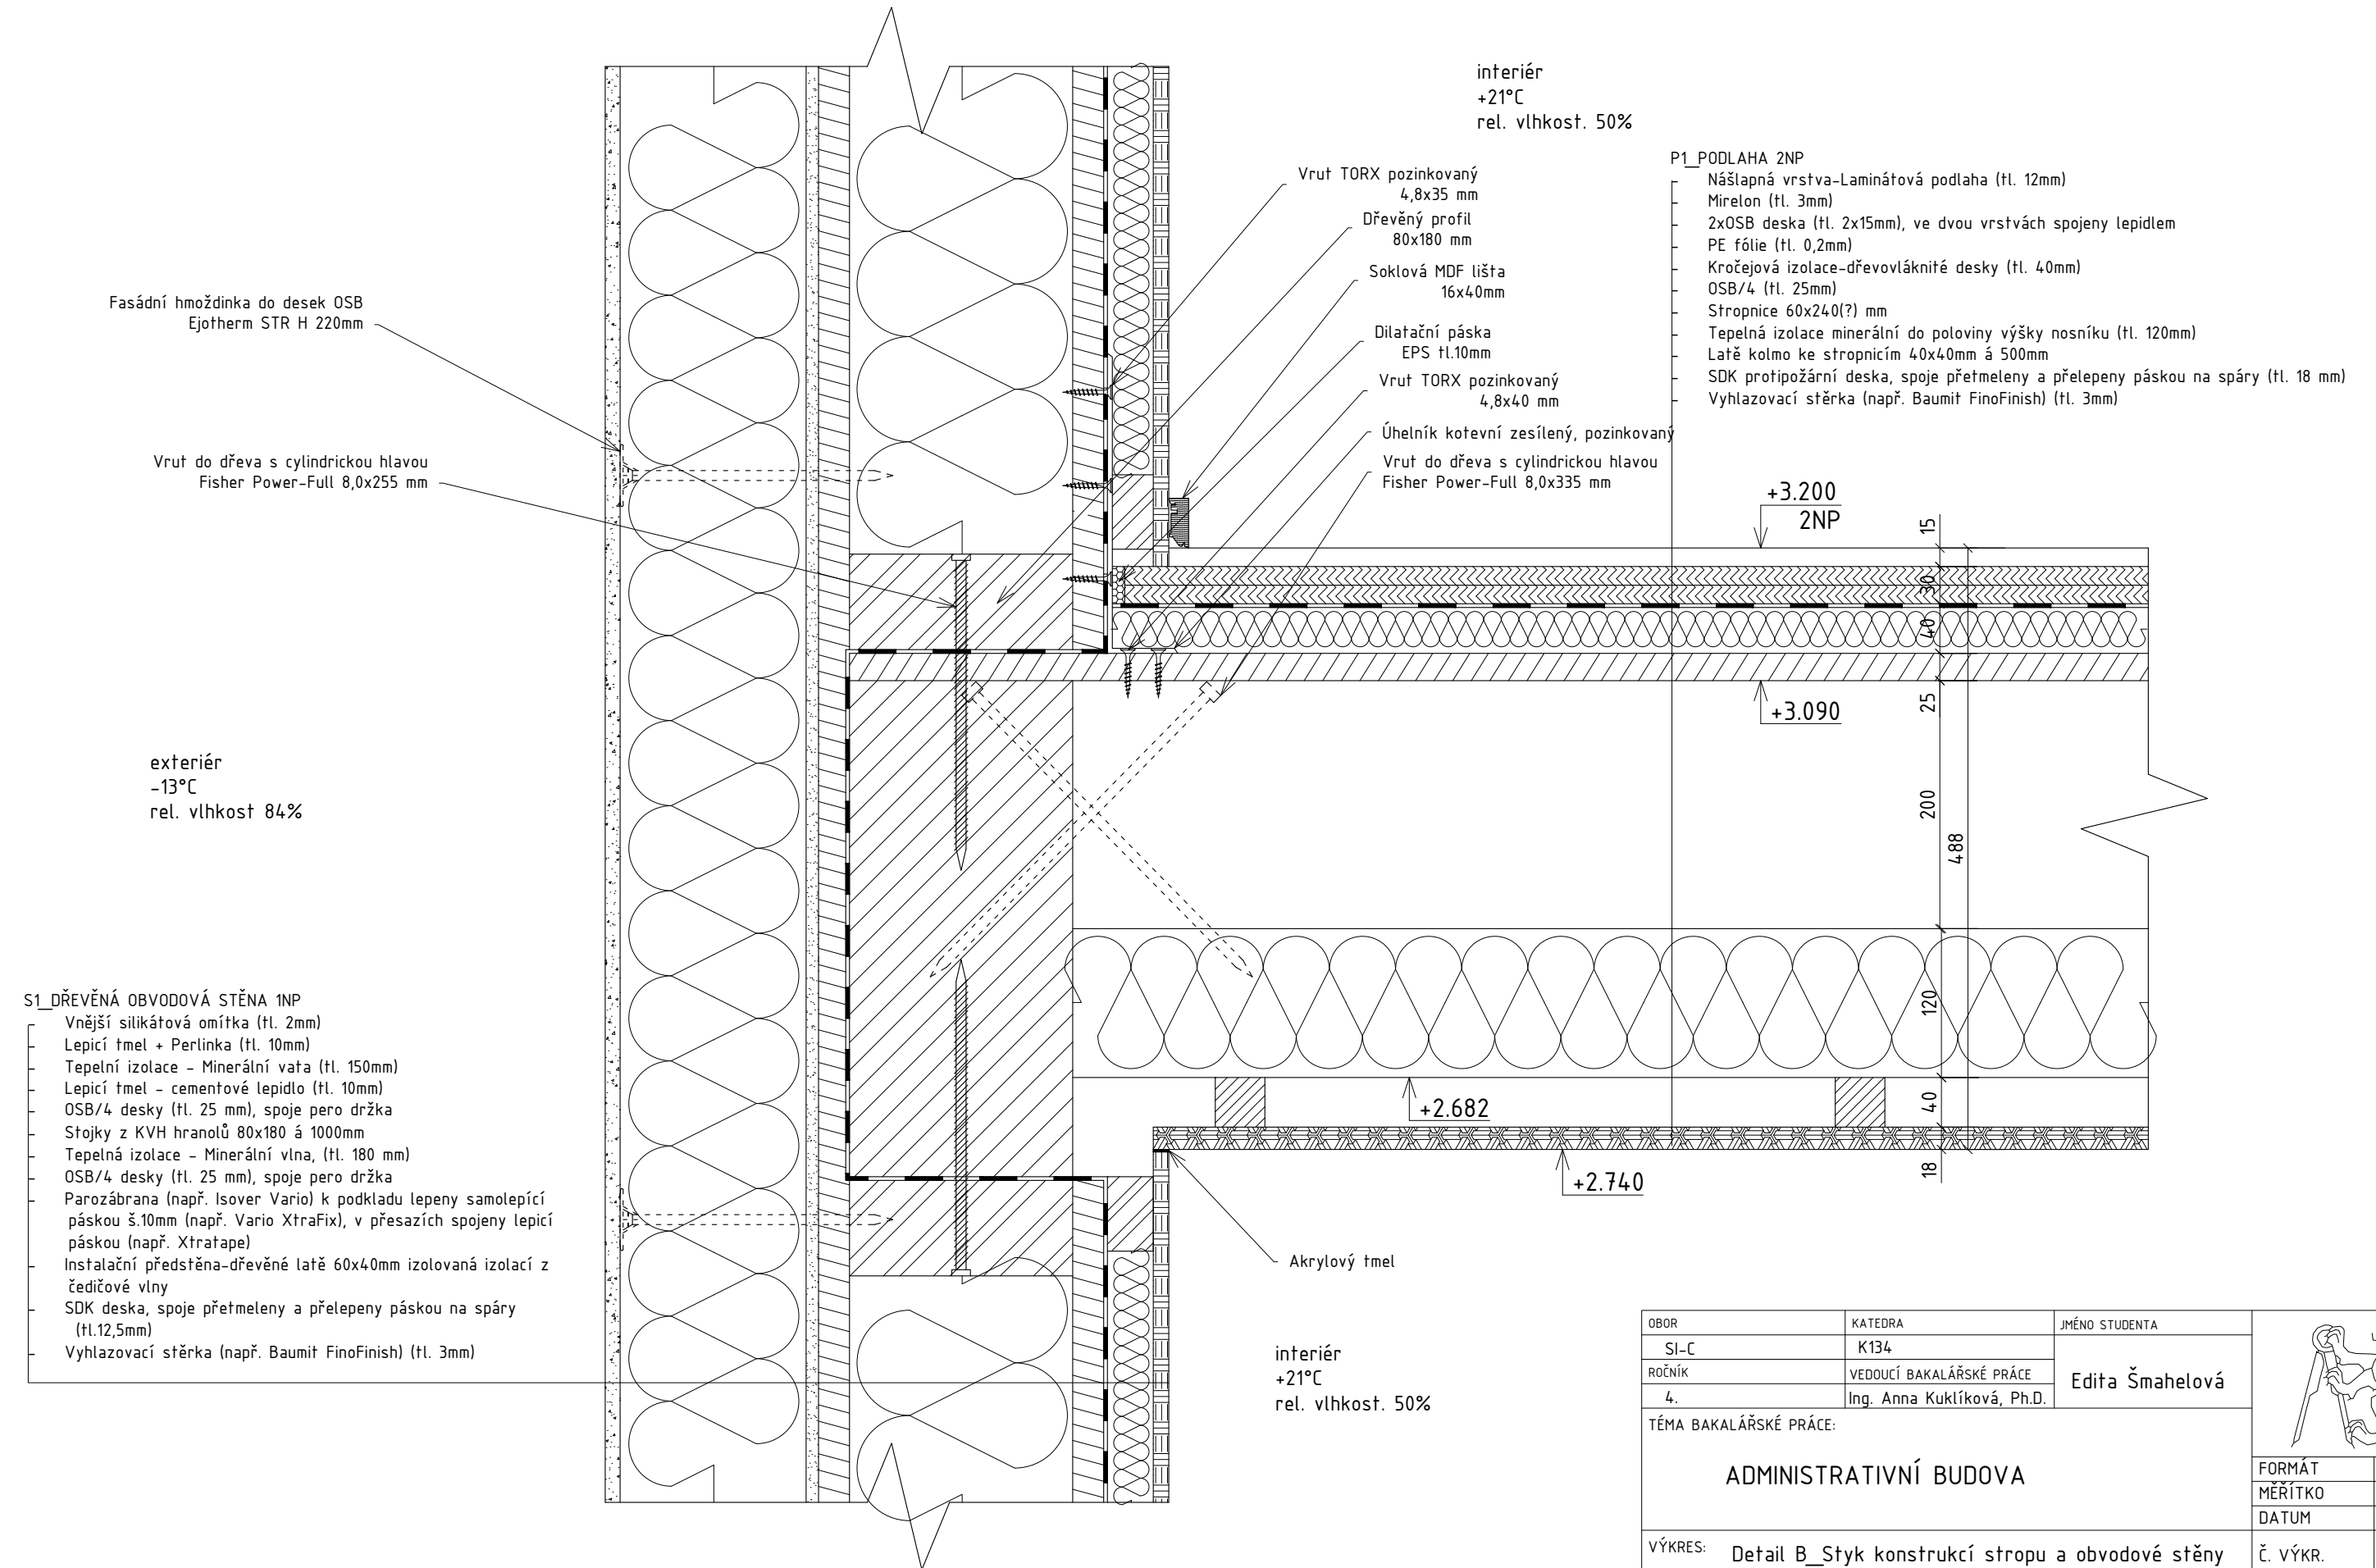 interiér
+21°C
rel. vlhkost. 50%
P1_PODLAHA 2NP
Nášlapná vrstva-Laminátová podlaha (tl. 12mm)
Mirelon (tl. 3mm)
2xOSB deska (tl. 2x15mm), ve dvou vrstvách spojeny lepidlem
PE fólie (tl. 0,2mm)
Kročejová izolace-dřevovláknité desky (tl. 40mm)
OSB/4 (tl. 25mm)
Stropnice 60x240(?) mm
Tepelná izolace minerální do poloviny výšky nosníku (tl. 120mm)
Latě kolmo ke stropnicím 40x40mm á 500mm
SDK protipožární deska, spoje přetmeleny a přelepeny páskou na spáry (tl. 18 mm)
Vyhlazovací stěrka (např. Baumit FinoFinish) (tl. 3mm)
Vrut TORX pozinkovaný
4,8x35 mm
Dřevěný profil
80x180 mm
Soklová MDF lišta
16x40mm
Dilatační páska
EPS tl.10mm
Vrut TORX pozinkovaný
4,8x40 mm
Úhelník kotevní zesílený, pozinkovaný
Vrut do dřeva s cylindrickou hlavou
Fisher Power-Full 8,0x335 mm
Fasádní hmoždinka do desek OSB
Ejotherm STR H 220mm
Vrut do dřeva s cylindrickou hlavou
Fisher Power-Full 8,0x255 mm
+3.200
2NP
15
30
40
25
+3.090
200
488
120
40
18
+2.682
+2.740
exteriér
-13°C
rel. vlhkost 84%
S1_DŘEVĚNÁ OBVODOVÁ STĚNA 1NP
Vnější silikátová omítka (tl. 2mm)
Lepicí tmel + Perlinka (tl. 10mm)
Tepelní izolace - Minerální vata (tl. 150mm)
Lepicí tmel - cementové lepidlo (tl. 10mm)
OSB/4 desky (tl. 25 mm), spoje pero držka
Stojky z KVH hranolů 80x180 á 1000mm
Tepelná izolace - Minerální vlna, (tl. 180 mm)
OSB/4 desky (tl. 25 mm), spoje pero držka
Parozábrana (např. Isover Vario) k podkladu lepeny samolepící
páskou š.10mm (např. Vario XtraFix), v přesazích spojeny lepicí
páskou (např. Xtratape)
Instalační předstěna-dřevěné latě 60x40mm izolovaná izolací z
čedičové vlny
SDK deska, spoje přetmeleny a přelepeny páskou na spáry
(tl.12,5mm)
Vyhlazovací stěrka (např. Baumit FinoFinish) (tl. 3mm)
Akrylový tmel
interiér
+21°C
rel. vlhkost. 50%
OBOR
KATEDRA
JMÉNO STUDENTA
SI-C
K134
Edita Šmahelová
ROČNÍK
VEDOUCÍ BAKALÁŘSKÉ PRÁCE
4.
Ing. Anna Kuklíková, Ph.D.
TÉMA BAKALÁŘSKÉ PRÁCE:
ADMINISTRATIVNÍ BUDOVA
FORMÁT
MĚŘÍTKO
DATUM
VÝKRES: Detail B_Styk konstrukcí stropu a obvodové stěny
Č. VÝKR.